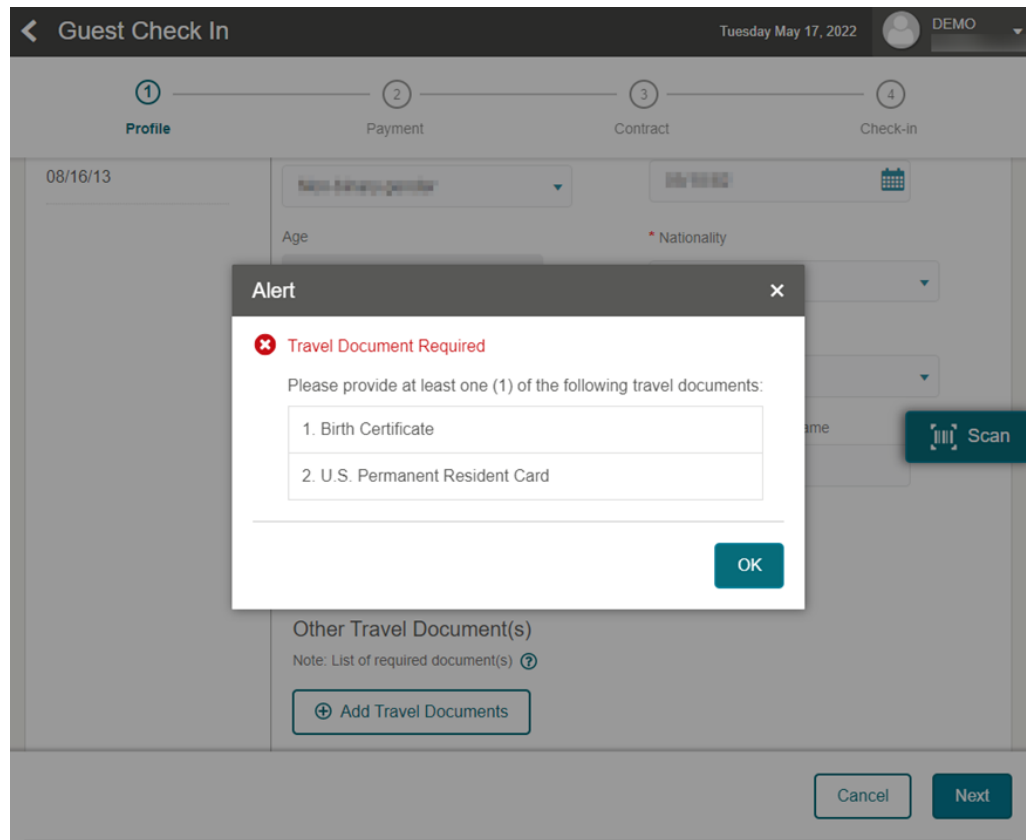 Guest Check In
Tuesday May 17, 2022
DEMO
1
2
3
4
Profile
Payment
Contract
Check-in
08/16/13
Age
* Nationality
Alert
Travel Document Required
Please provide at least one (1) of the following travel documents:
1. Birth Certificate
2. U.S. Permanent Resident Card
ame
Scan
OK
Other Travel Document(s)
Note: List of required document(s) ?
Add Travel Documents
Cancel
Next